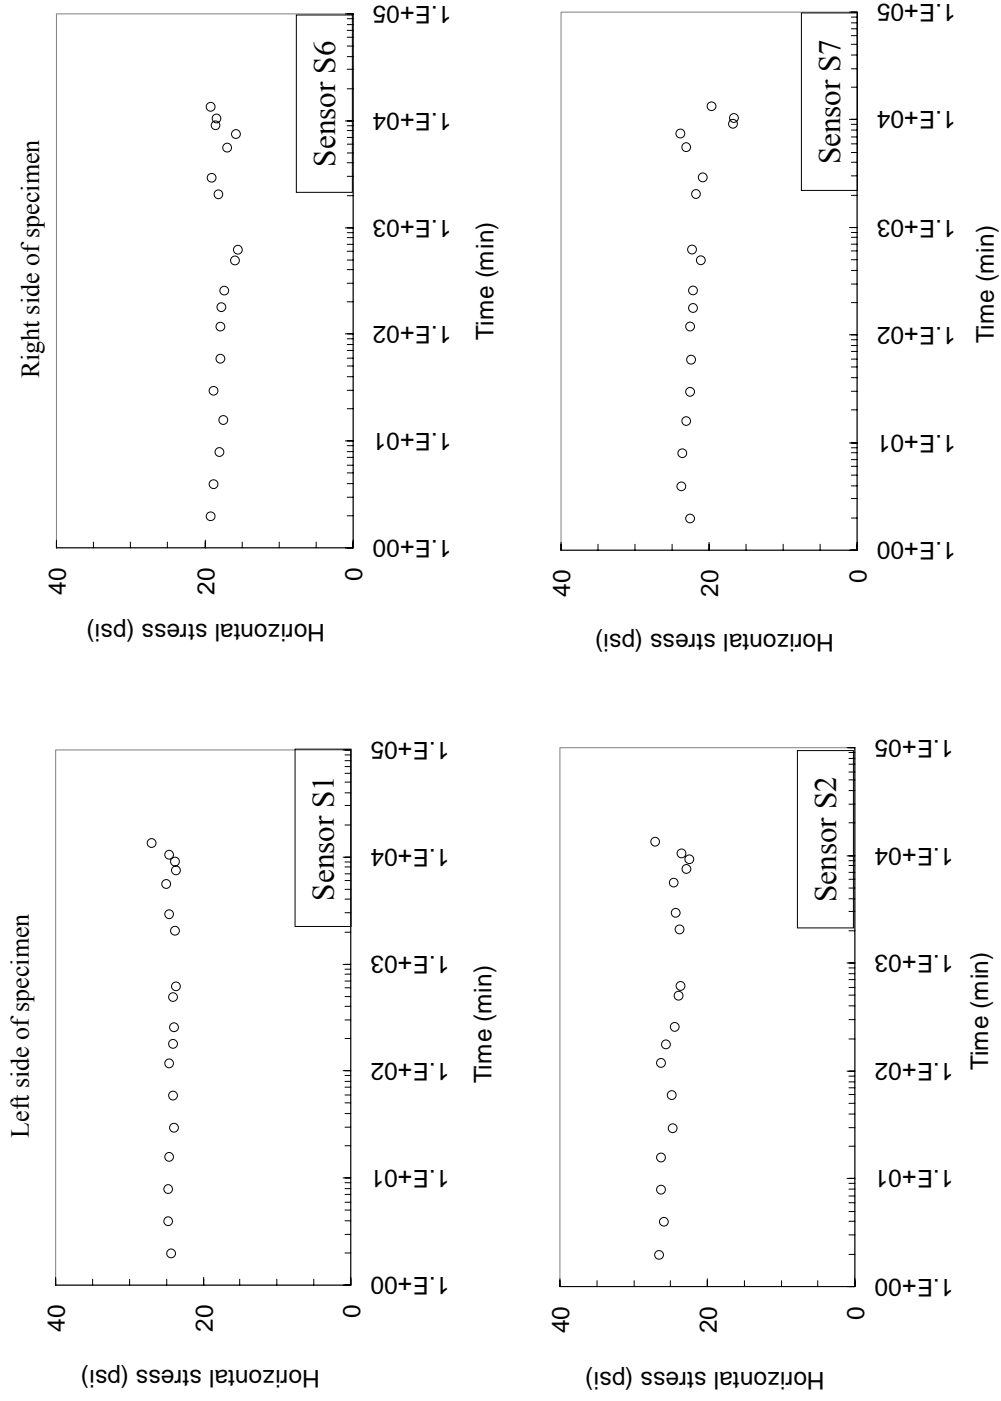 Left side of specimen
Horizontal stress (psi)
40
20
0
1.E+00
1.E+01
1.E+02
1.E+03
1.E+04
1.E+05
Time (min)
Sensor S1
Right side of specimen
Horizontal stress (psi)
40
20
0
1.E+00
1.E+01
1.E+02
1.E+03
1.E+04
1.E+05
Time (min)
Sensor S6
Horizontal stress (psi)
40
20
0
1.E+00
1.E+01
1.E+02
1.E+03
1.E+04
1.E+05
Time (min)
Sensor S2
Horizontal stress (psi)
40
20
0
1.E+00
1.E+01
1.E+02
1.E+03
1.E+04
1.E+05
Time (min)
Sensor S7